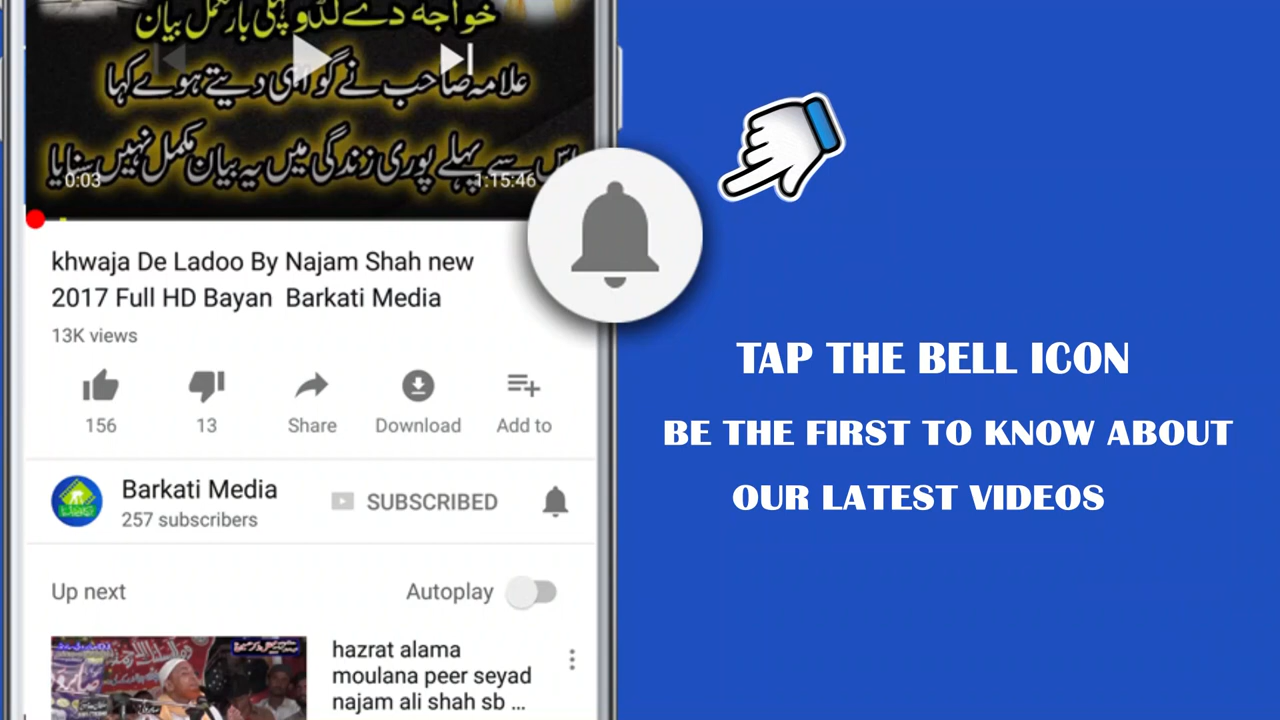 خواجہ دے لڈو پہلی بار مکمل بیان
علامہ صاحب نے گواہی دیتے ہوے کہا
اس سے پہلے پوری زندگی میں یہ بیان مکمل نہیں سنایا
0:03
1:15:46
khwaja De Ladoo By Najam Shah new
2017 Full HD Bayan Barkati Media
13K views
156
13
Share
Download
Add to
Barkati Media
SUBSCRIBED
257 subscribers
Up next
Autoplay
hazrat alama
moulana peer seyad
najam ali shah sb ...
TAP THE BELL ICON
BE THE FIRST TO KNOW ABOUT
OUR LATEST VIDEOS